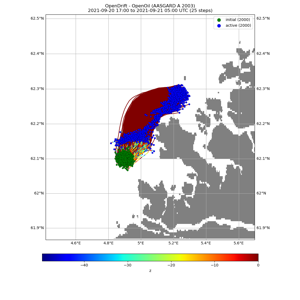 OpenDrift - OpenOil (AASGARD A 2003)
2021-09-20 17:00 to 2021-09-21 05:00 UTC (25 steps)
initial (2000)
active (2000)
62.5°N 62.5°N
62.4°N 62.4°N
62.3°N 62.3°N
62.2°N 62.2°N
62.1°N 62.1°N
62°N 62°N
61.9°N 61.9°N
4.6°E 4.8°E 5°E 5.2°E 5.4°E 5.6°E
−40 −30 −20 −10 0
z